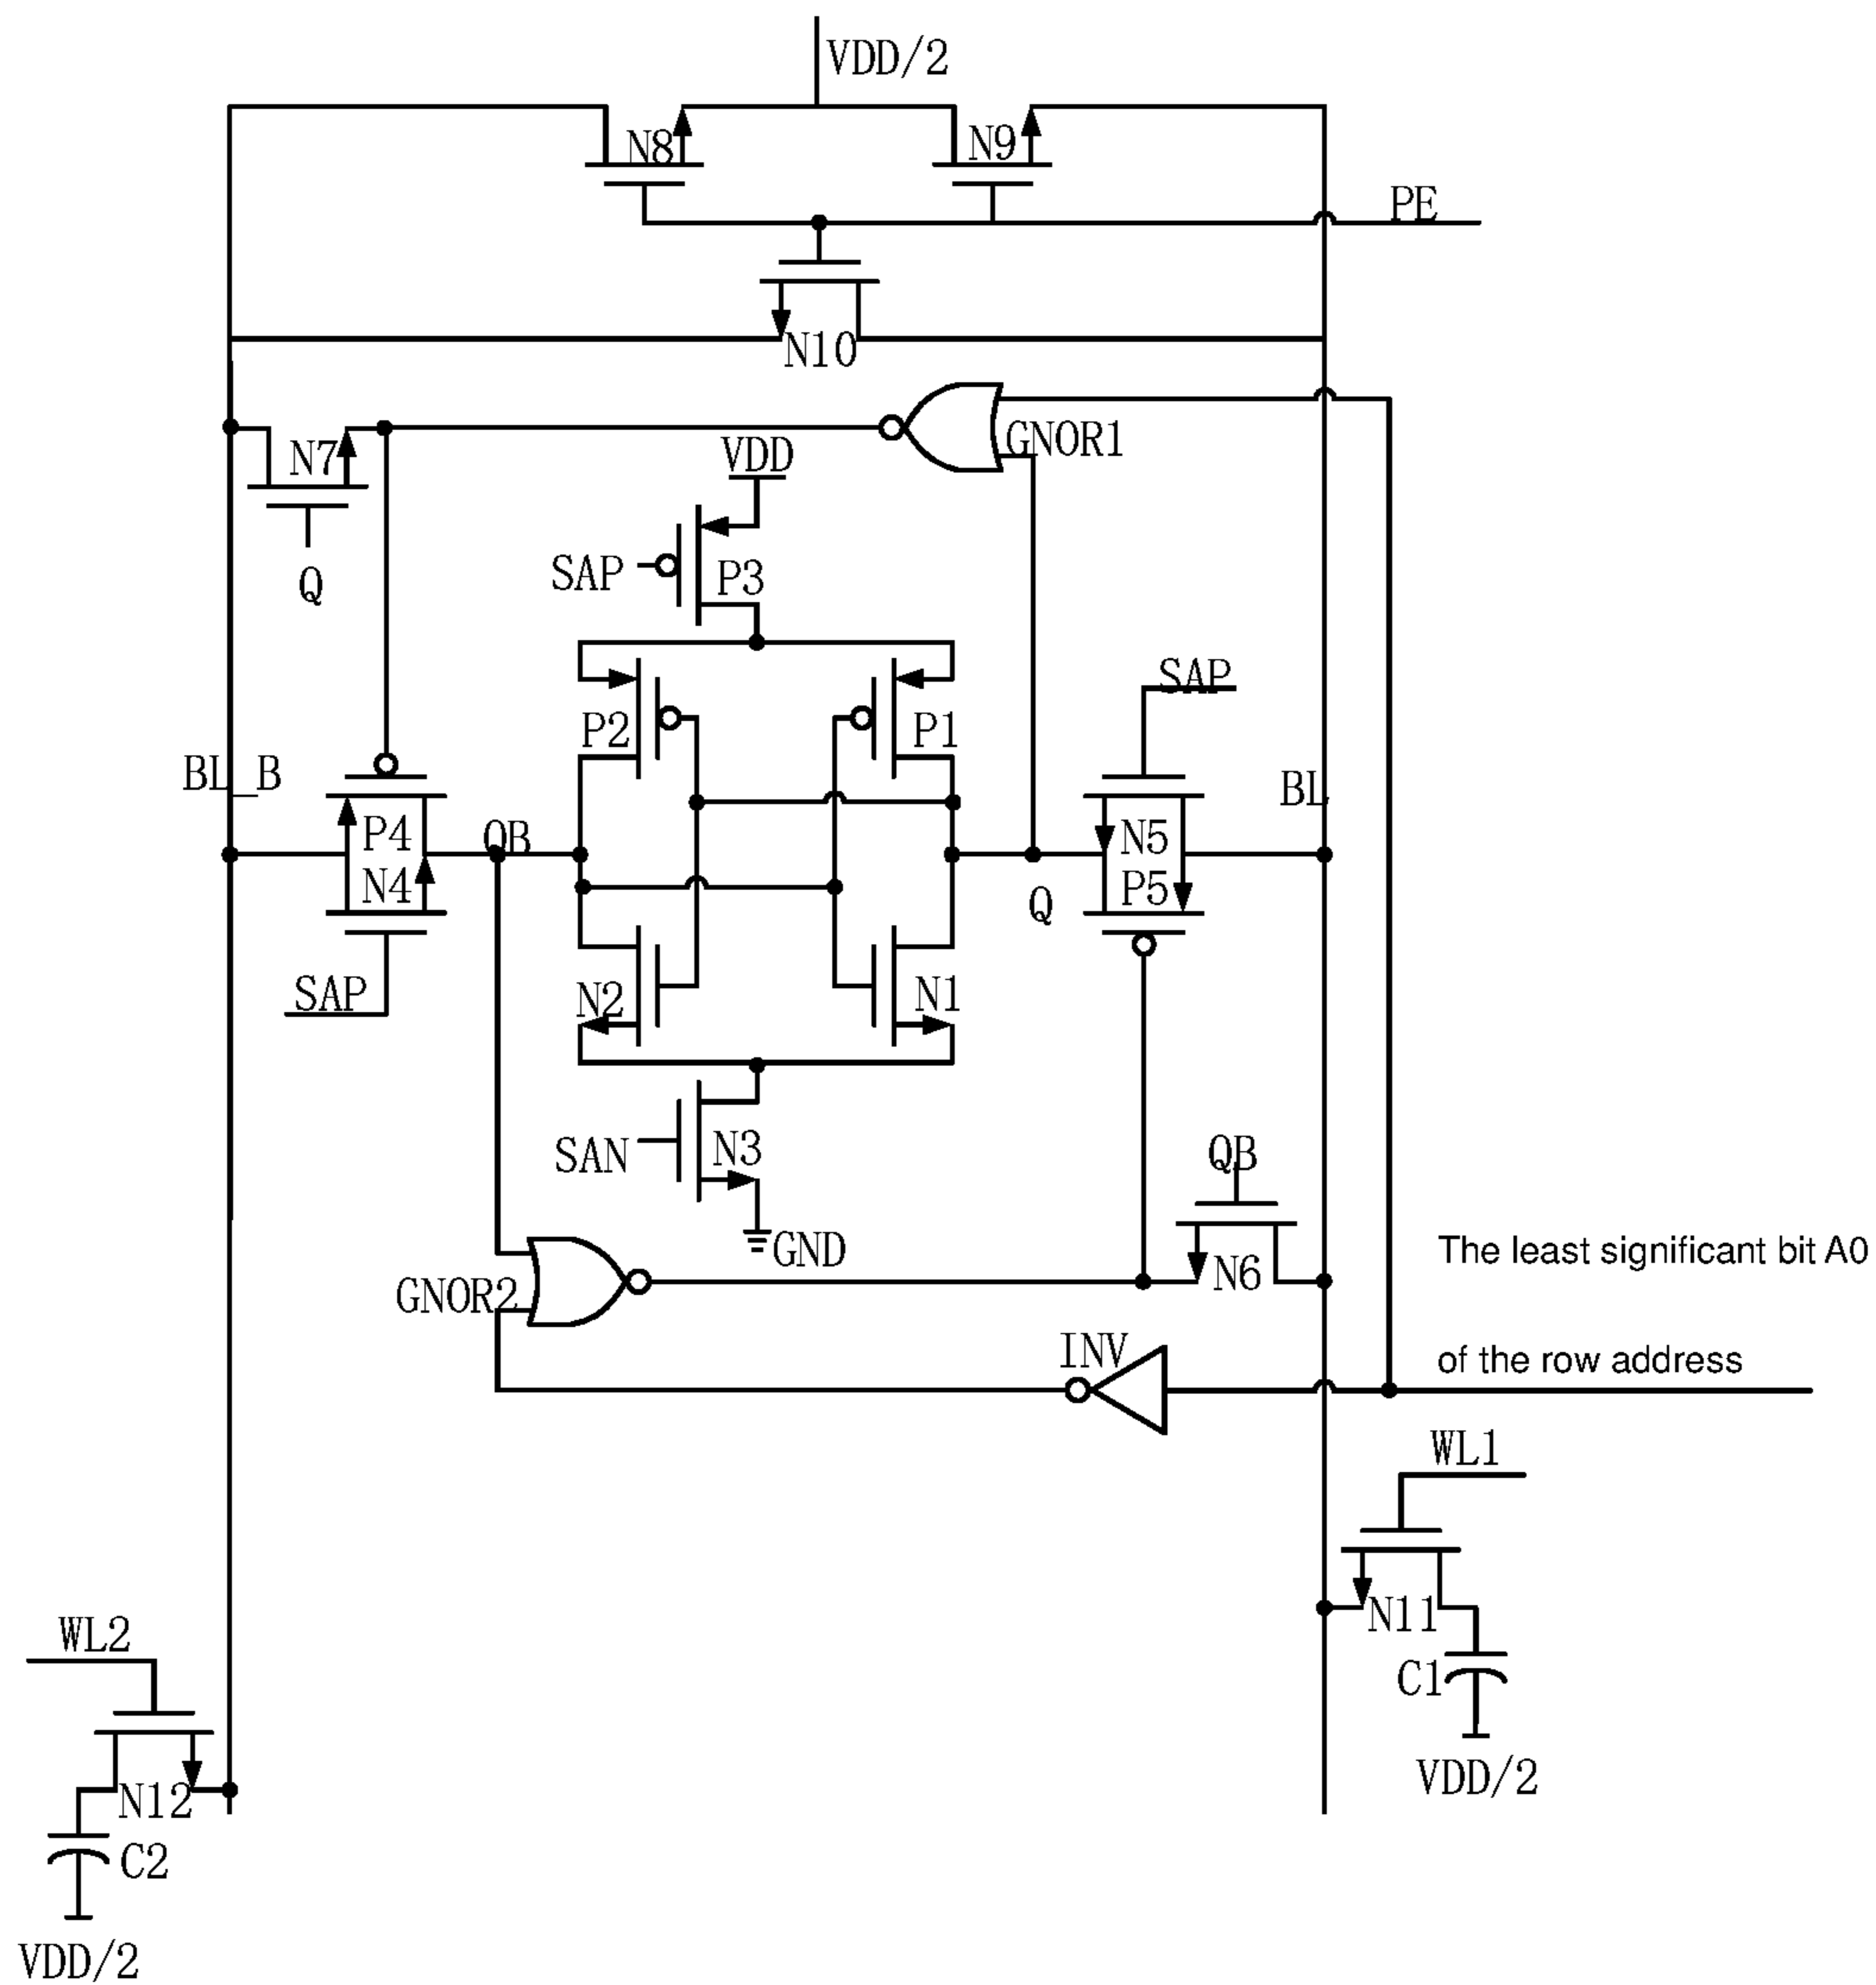 VDD/2
N8
N9
PE
N10
GNOR1
N7
VDD
Q
SAP
P3
SAP
P2
P1
BL_B
BL
P4
QB
N5
N4
P5
Q
SAP
N2
N1
SAN
N3
QB
GND
The least significant bit A0
N6
GNOR2
INV
of the row address
WL1
N11
WL2
C1
VDD/2
N12
C2
VDD/2